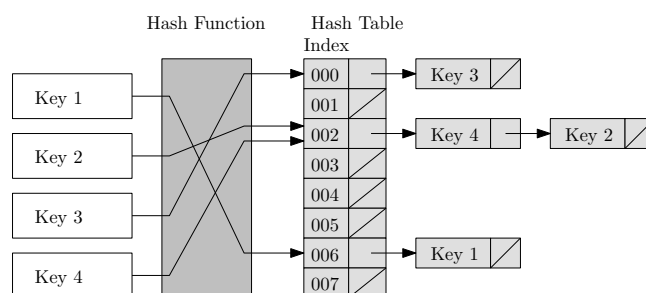 Hash Function
Hash Table
Index
Key 1
Key 2
Key 3
Key 4
000
001
002
003
004
005
006
007
Key 3
Key 4
Key 2
Key 1